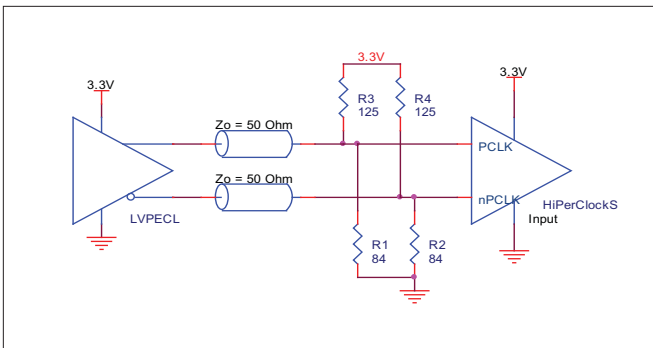 3.3V
3.3V
3.3V
R3
125
R4
125
Zo = 50 Ohm
PCLK
Zo = 50 Ohm
nPCLK
HiPerClockS
Input
LVPECL
R1
84
R2
84